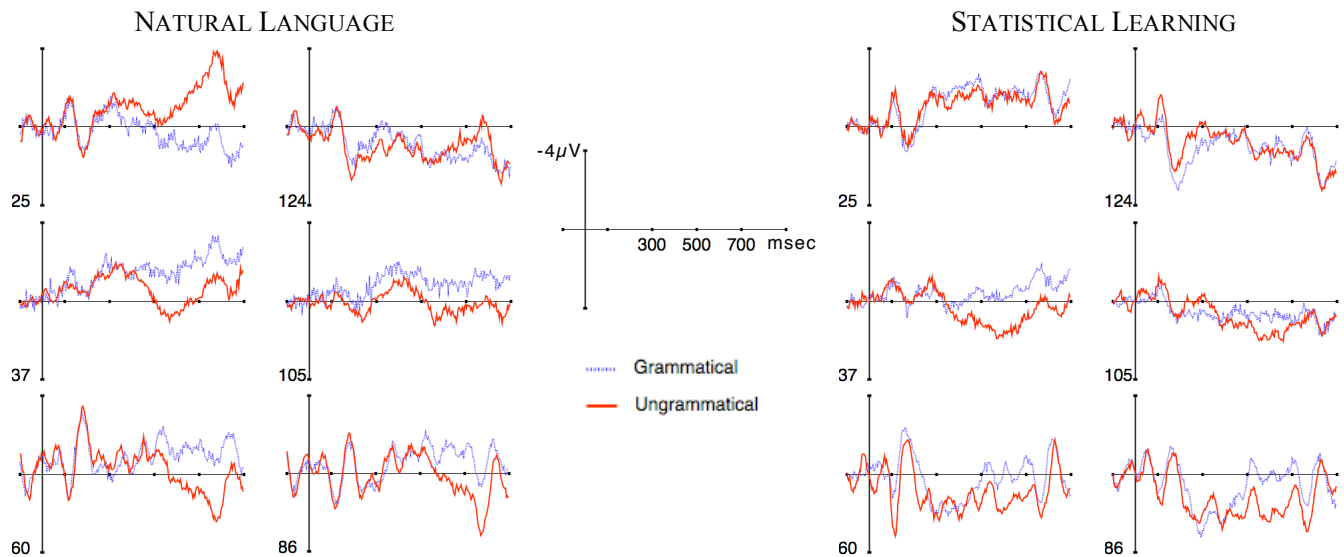 NATURAL LANGUAGE
STATISTICAL LEARNING
25
124
-4µV
300 500 700 msec
25
124
37
105
Grammatical
Ungrammatical
37
105
60
86
60
86